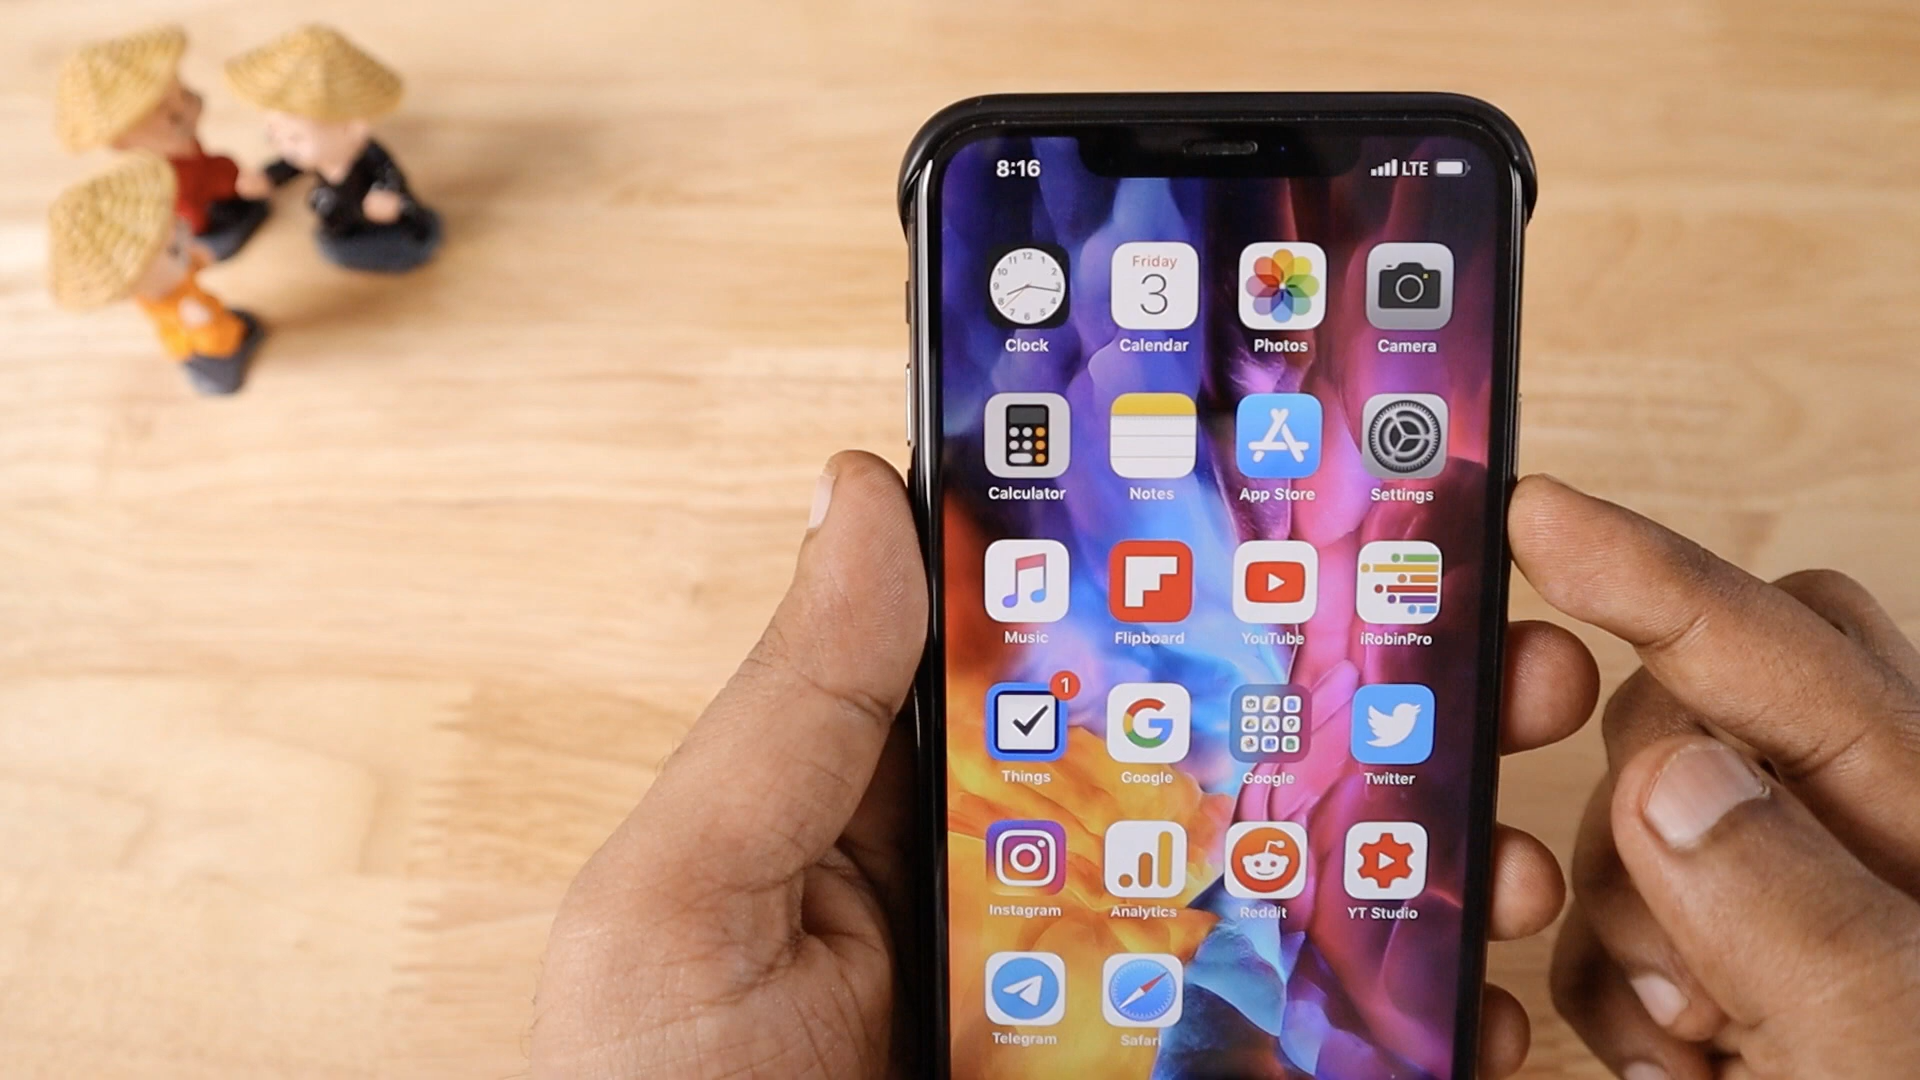 8:16 LTE
Friday
3
Clock Calendar Photos Camera
Calculator Notes App Store Settings
Music Flipboard YouTube iRobinPro
1
Things Google Google Twitter
Instagram Analytics Reddit YT Studio
Telegram Safari